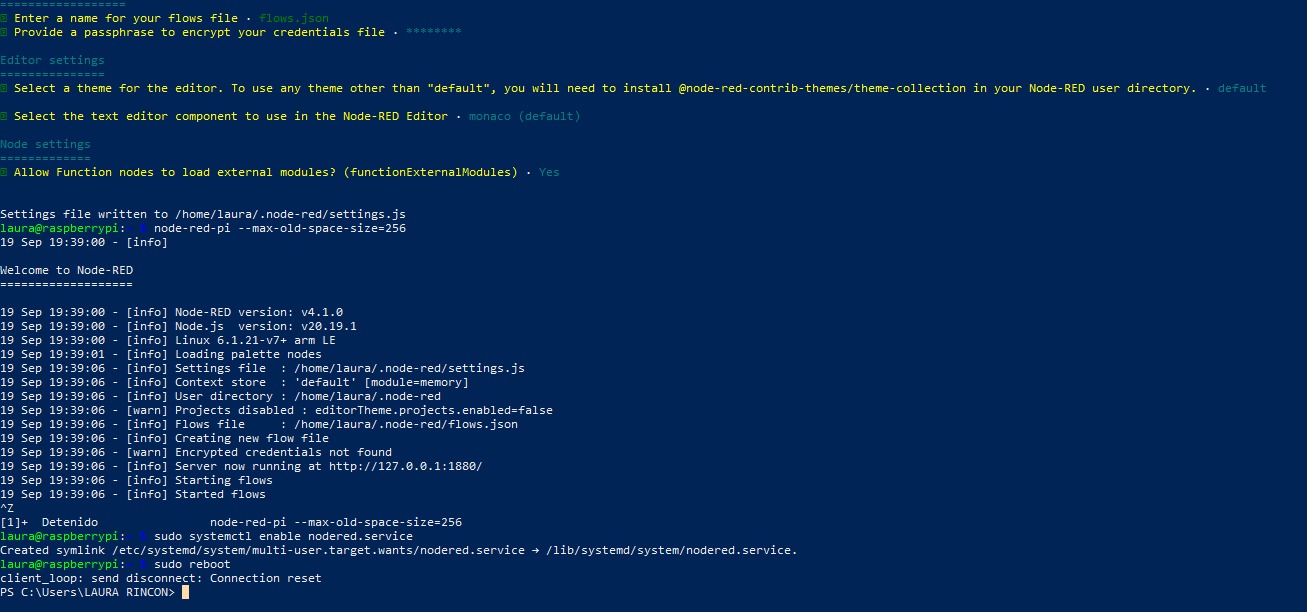 ==================
Enter a name for your flows file · flows.json
Provide a passphrase to encrypt your credentials file · ********
Editor settings
===============
Select a theme for the editor. To use any theme other than "default", you will need to install @node-red-contrib-themes/theme-collection in your Node-RED user directory. · default
Select the text editor component to use in the Node-RED Editor · monaco (default)
Node settings
=============
Allow Function nodes to load external modules? (functionExternalModules) · Yes
Settings file written to /home/laura/.node-red/settings.js
laura@raspberrypi:~ $ node-red-pi --max-old-space-size=256
19 Sep 19:39:00 - [info]
Welcome to Node-RED
===================
19 Sep 19:39:00 - [info] Node-RED version: v4.1.0
19 Sep 19:39:00 - [info] Node.js  version: v20.19.1
19 Sep 19:39:00 - [info] Linux 6.1.21-v7+ arm LE
19 Sep 19:39:01 - [info] Loading palette nodes
19 Sep 19:39:06 - [info] Settings file  : /home/laura/.node-red/settings.js
19 Sep 19:39:06 - [info] Context store  : 'default' [module=memory]
19 Sep 19:39:06 - [info] User directory : /home/laura/.node-red
19 Sep 19:39:06 - [warn] Projects disabled : editorTheme.projects.enabled=false
19 Sep 19:39:06 - [info] Flows file     : /home/laura/.node-red/flows.json
19 Sep 19:39:06 - [info] Creating new flow file
19 Sep 19:39:06 - [warn] Encrypted credentials not found
19 Sep 19:39:06 - [info] Server now running at http://127.0.0.1:1880/
19 Sep 19:39:06 - [info] Starting flows
19 Sep 19:39:06 - [info] Started flows
^Z
[1]+  Detenido                node-red-pi --max-old-space-size=256
laura@raspberrypi:~ $ sudo systemctl enable nodered.service
Created symlink /etc/systemd/system/multi-user.target.wants/nodered.service → /lib/systemd/system/nodered.service.
laura@raspberrypi:~ $ sudo reboot
client_loop: send disconnect: Connection reset
PS C:\Users\LAURA RINCON>